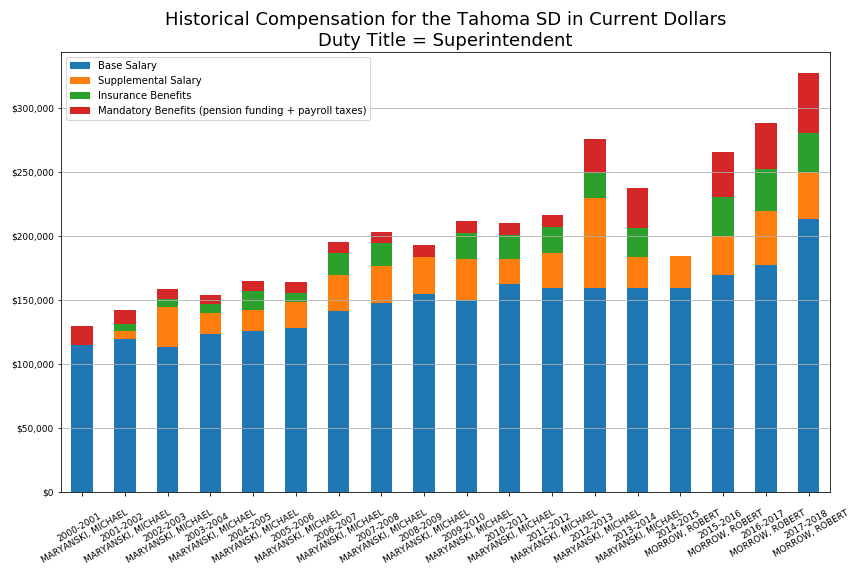 Historical Compensation for the Tahoma SD in Current Dollars
Duty Title = Superintendent
Base Salary
Supplemental Salary
Insurance Benefits
Mandatory Benefits (pension funding + payroll taxes)
$300,000
$250,000
$200,000
$150,000
$100,000
$50,000
$0
2000-2001
MARYANSKI, MICHAEL
2001-2002
MARYANSKI, MICHAEL
2002-2003
MARYANSKI, MICHAEL
2003-2004
MARYANSKI, MICHAEL
2004-2005
MARYANSKI, MICHAEL
2005-2006
MARYANSKI, MICHAEL
2006-2007
MARYANSKI, MICHAEL
2007-2008
MARYANSKI, MICHAEL
2008-2009
MARYANSKI, MICHAEL
2009-2010
MARYANSKI, MICHAEL
2010-2011
MARYANSKI, MICHAEL
2011-2012
MARYANSKI, MICHAEL
2012-2013
MARYANSKI, MICHAEL
2013-2014
MARYANSKI, MICHAEL
2014-2015
MORROW, ROBERT
2015-2016
MORROW, ROBERT
2016-2017
MORROW, ROBERT
2017-2018
MORROW, ROBERT